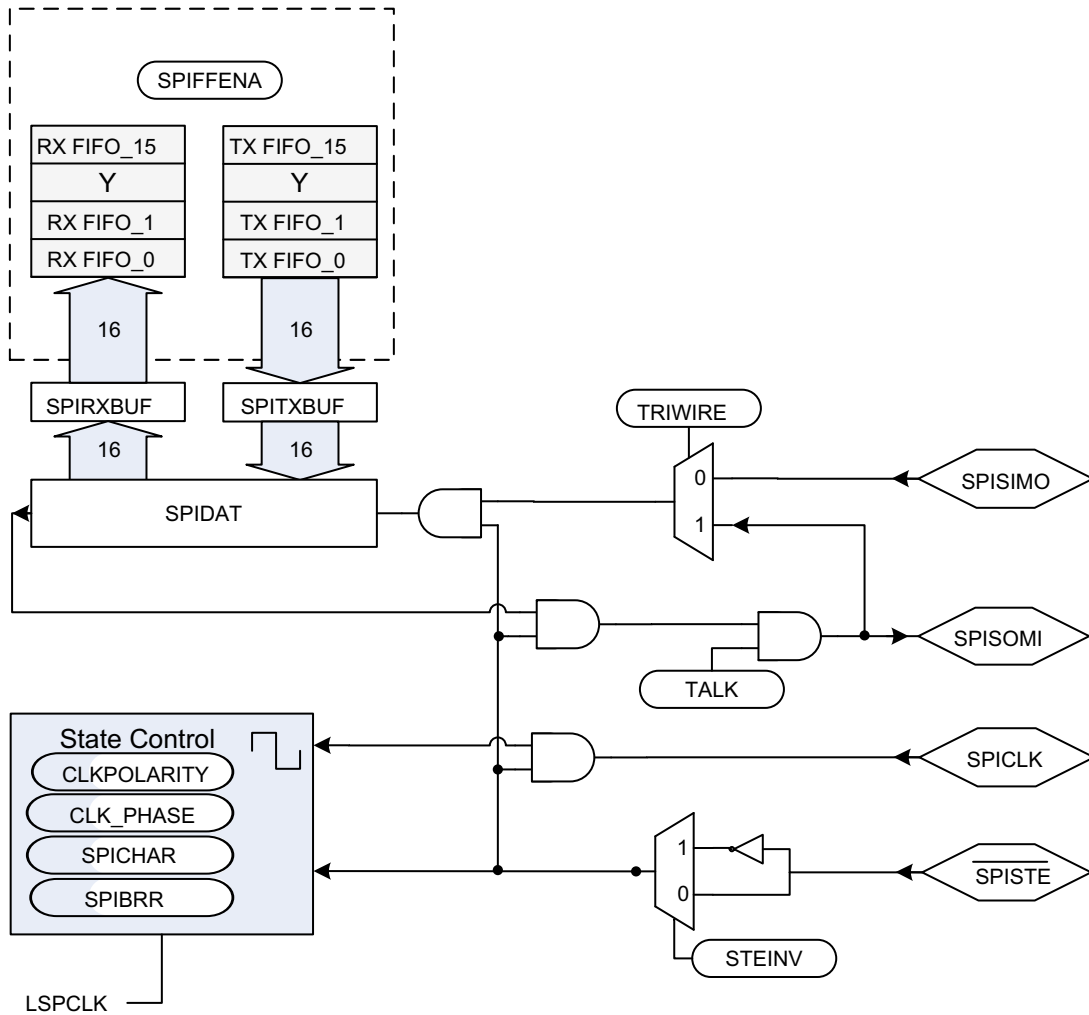 SPIFFENA
RX FIFO_15
TX FIFO_15
Y
Y
RX FIFO_1
TX FIFO_1
RX FIFO_0
TX FIFO_0
16
16
SPIRXBUF
SPITXBUF
TRIWIRE
16
16
0
SPISIMO
SPIDAT
1
SPISOMI
TALK
State Control
CLKPOLARITY
SPICLK
CLK_PHASE
SPICHAR
1
SPISTE
SPIBRR
0
STEINV
LSPCLK